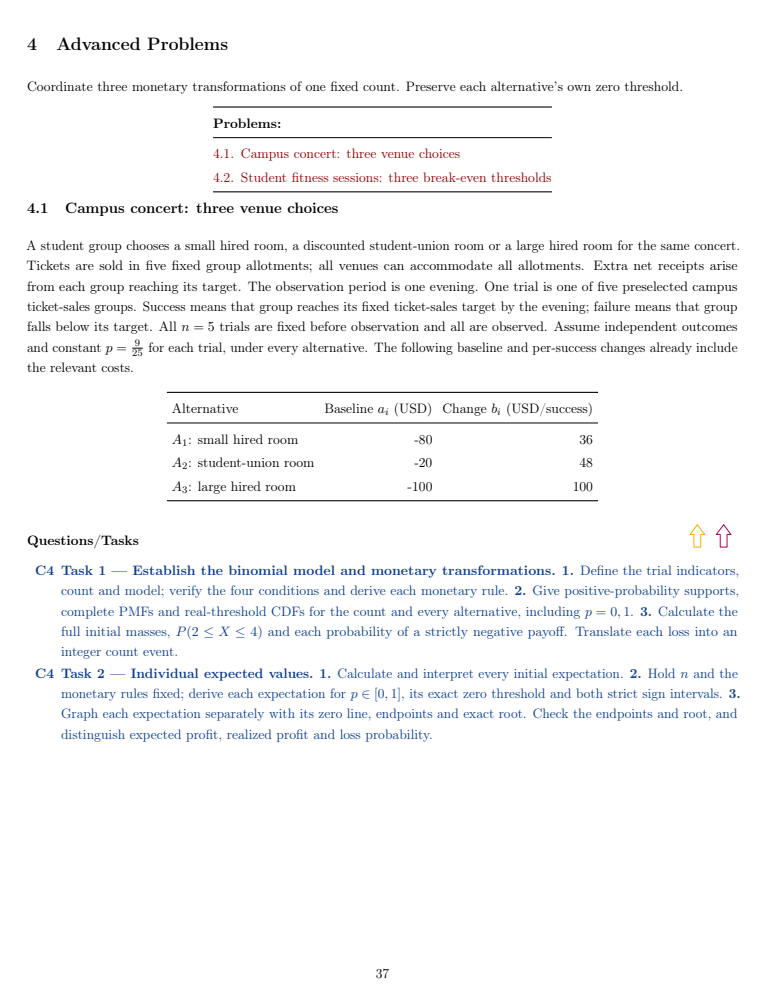 4 Advanced Problems
Coordinate three monetary transformations of one fixed count. Preserve each alternative's own zero threshold.
Problems:
4.1. Campus concert: three venue choices
4.2. Student fitness sessions: three break-even thresholds
4.1 Campus concert: three venue choices
A student group chooses a small hired room, a discounted student-union room or a large hired room for the same concert.
Tickets are sold in five fixed group allotments; all venues can accommodate all allotments. Extra net receipts arise
from each group reaching its target. The observation period is one evening. One trial is one of five preselected campus
ticket-sales groups. Success means that group reaches its fixed ticket-sales target by the evening; failure means that group
falls below its target. All n = 5 trials are fixed before observation and all are observed. Assume independent outcomes
and constant p = 9/25 for each trial, under every alternative. The following baseline and per-success changes already include
the relevant costs.
Alternative Baseline aᵢ (USD) Change bᵢ (USD/success)
A₁: small hired room -80 36
A₂: student-union room -20 48
A₃: large hired room -100 100
Questions/Tasks
C4 Task 1 — Establish the binomial model and monetary transformations. 1. Define the trial indicators,
count and model; verify the four conditions and derive each monetary rule. 2. Give positive-probability supports,
complete PMFs and real-threshold CDFs for the count and every alternative, including p = 0, 1. 3. Calculate the
full initial masses, P(2 ≤ X ≤ 4) and each probability of a strictly negative payoff. Translate each loss into an
integer count event.
C4 Task 2 — Individual expected values. 1. Calculate and interpret every initial expectation. 2. Hold n and the
monetary rules fixed; derive each expectation for p ∈ [0, 1], its exact zero threshold and both strict sign intervals. 3.
Graph each expectation separately with its zero line, endpoints and exact root. Check the endpoints and root, and
distinguish expected profit, realized profit and loss probability.
37